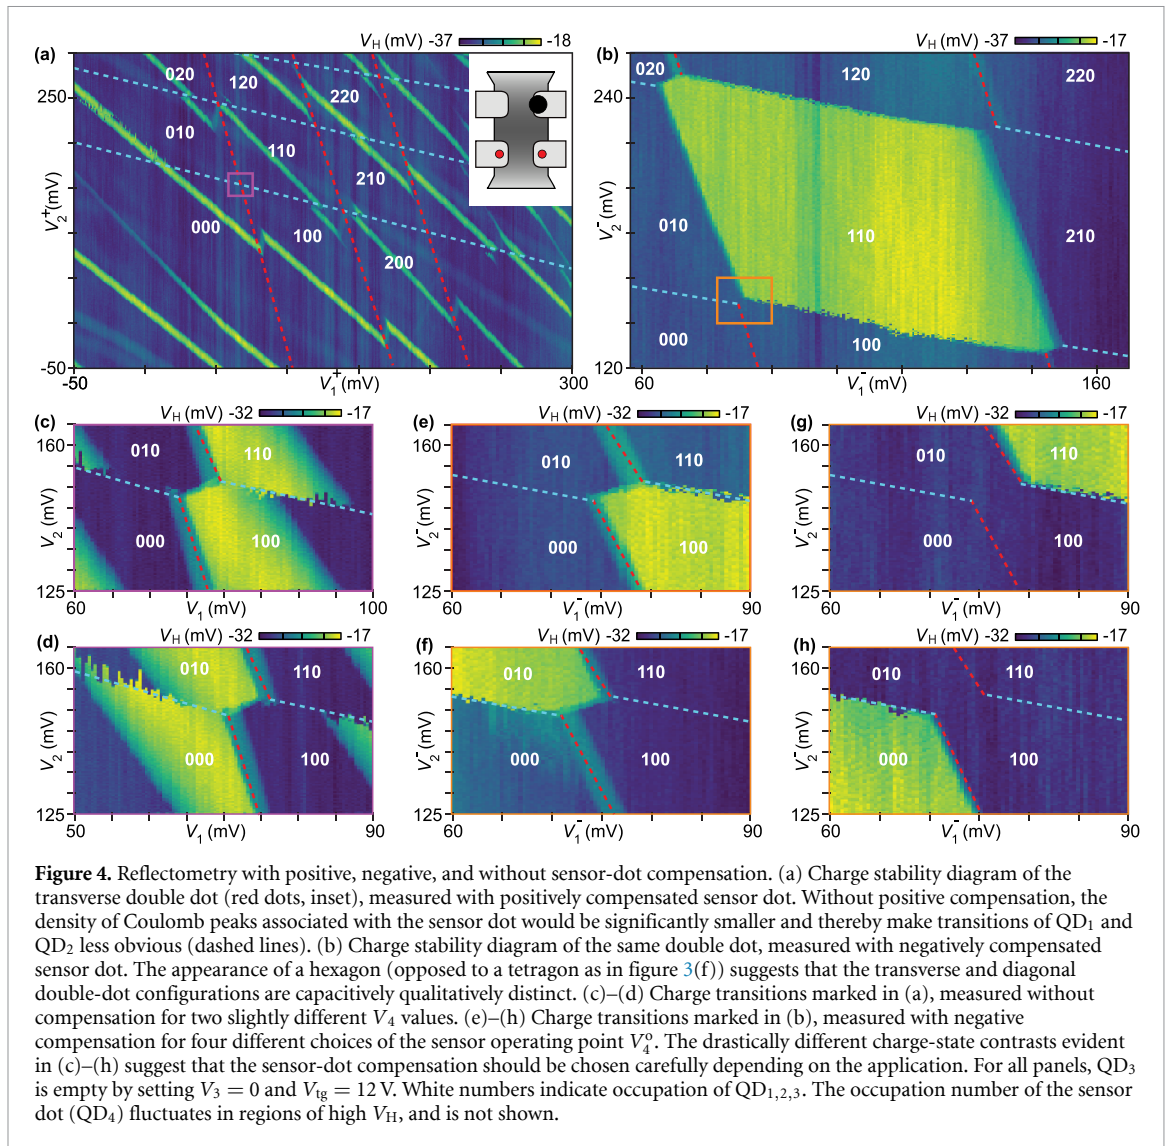 (a) V_H (mV) -37 -18
020 120 220
250
010 110 210
V_2^+ (mV)
000 100 200
-50
-50 V_1^+ (mV) 300
(b) V_H (mV) -37 -17
020 120 220
240
V_2^- (mV)
010 110 210
000 100
120
60 V_1^- (mV) 160
(c) V_H (mV) -32 -17
160
010 110
V_2 (mV)
000 100
125
60 V_1 (mV) 100
(e) V_H (mV) -32 -17
160
010 110
V_2^- (mV)
000 100
125
60 V_1^- (mV) 90
(g) V_H (mV) -32 -17
160
010 110
V_2^- (mV)
000 100
125
60 V_1^- (mV) 90
(d) V_H (mV) -32 -17
160
010 110
V_2 (mV)
000 100
125
50 V_1 (mV) 90
(f) V_H (mV) -32 -17
160
010 110
V_2^- (mV)
000 100
125
60 V_1^- (mV) 90
(h) V_H (mV) -32 -17
160
010 110
V_2^- (mV)
000 100
125
60 V_1^- (mV) 90
Figure 4. Reflectometry with positive, negative, and without sensor-dot compensation. (a) Charge stability diagram of the
transverse double dot (red dots, inset), measured with positively compensated sensor dot. Without positive compensation, the
density of Coulomb peaks associated with the sensor dot would be significantly smaller and thereby make transitions of QD₁ and
QD₂ less obvious (dashed lines). (b) Charge stability diagram of the same double dot, measured with negatively compensated
sensor dot. The appearance of a hexagon (opposed to a tetragon as in figure 3(f)) suggests that the transverse and diagonal
double-dot configurations are capacitively qualitatively distinct. (c)–(d) Charge transitions marked in (a), measured without
compensation for two slightly different V₄ values. (e)–(h) Charge transitions marked in (b), measured with negative
compensation for four different choices of the sensor operating point V₄°. The drastically different charge-state contrasts evident
in (c)–(h) suggest that the sensor-dot compensation should be chosen carefully depending on the application. For all panels, QD₃
is empty by setting V₃ = 0 and V_tg = 12 V. White numbers indicate occupation of QD₁,₂,₃. The occupation number of the sensor
dot (QD₄) fluctuates in regions of high V_H, and is not shown.